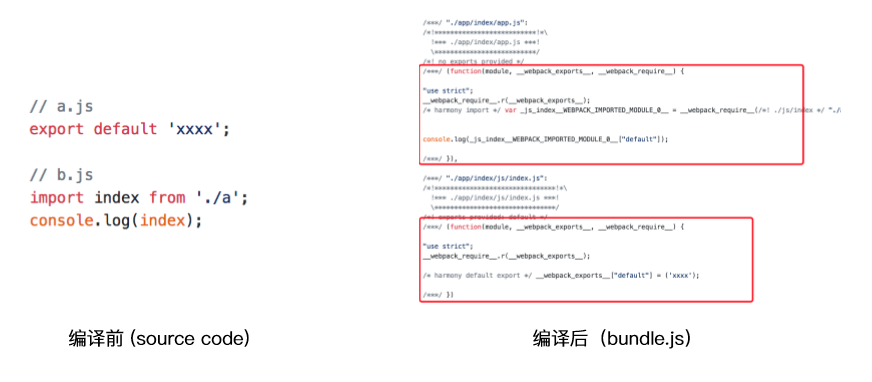 // a.js
export default 'xxxx';
// b.js
import index from './a';
console.log(index);
编译前 (source code)
/***/ "./app/index/app.js":
/*!**************************!*\
!*** ./app/index/app.js ***!
\**************************/
/*! no exports provided */
/***/ (function(module, __webpack_exports__, __webpack_require__) {
"use strict";
__webpack_require__.r(__webpack_exports__);
/* harmony import */ var _js_index__WEBPACK_IMPORTED_MODULE_0__ = __webpack_require__(/*! ./js/index */ "./
console.log(_js_index__WEBPACK_IMPORTED_MODULE_0__["default"]);
/***/ }),
/***/ "./app/index/js/index.js":
/*!*******************************!*\
!*** ./app/index/js/index.js ***!
\*******************************/
/*! exports provided: default */
/***/ (function(module, __webpack_exports__, __webpack_require__) {
"use strict";
__webpack_require__.r(__webpack_exports__);
/* harmony default export */ __webpack_exports__["default"] = ('xxxx');
/***/ })
编译后（bundle.js）